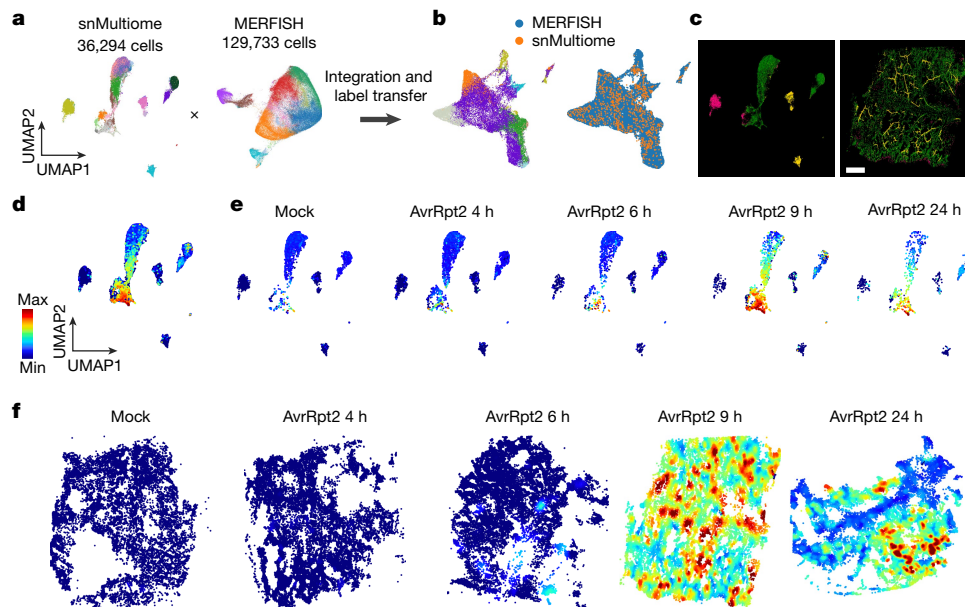 a
snMultiome
36,294 cells
MERFISH
129,733 cells
×
Integration and
label transfer
UMAP2
UMAP1
b
MERFISH
snMultiome
c
d
Max
Min
UMAP2
UMAP1
e
Mock
AvrRpt2 4 h
AvrRpt2 6 h
AvrRpt2 9 h
AvrRpt2 24 h
f
Mock
AvrRpt2 4 h
AvrRpt2 6 h
AvrRpt2 9 h
AvrRpt2 24 h